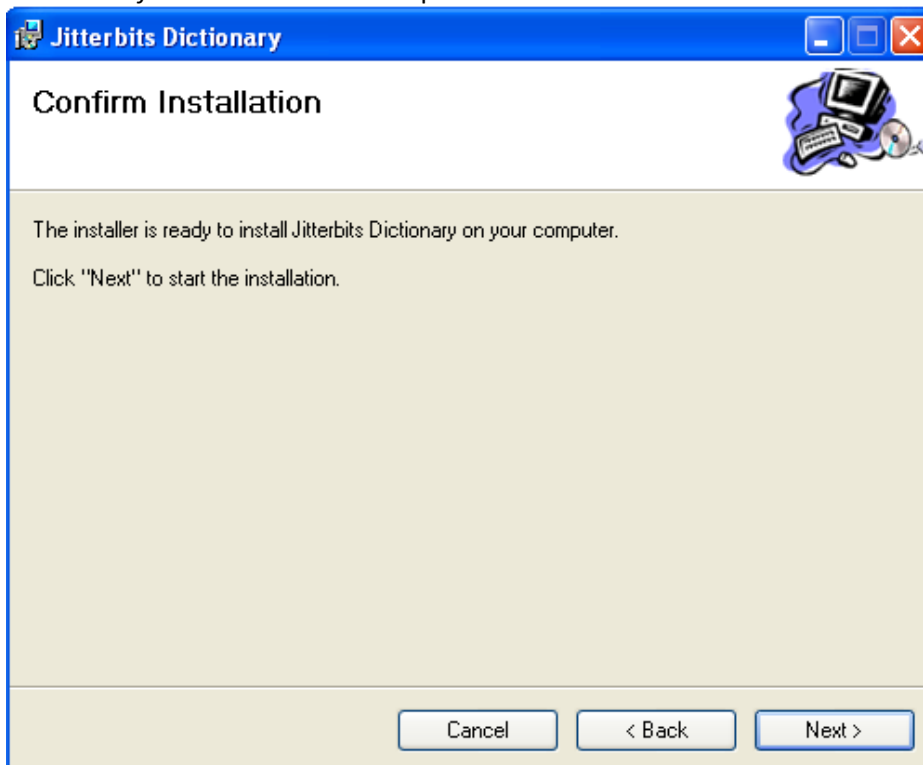 Jitterbits Dictionary
Confirm Installation
The installer is ready to install Jitterbits Dictionary on your computer.
Click "Next" to start the installation.
Cancel
< Back
Next >